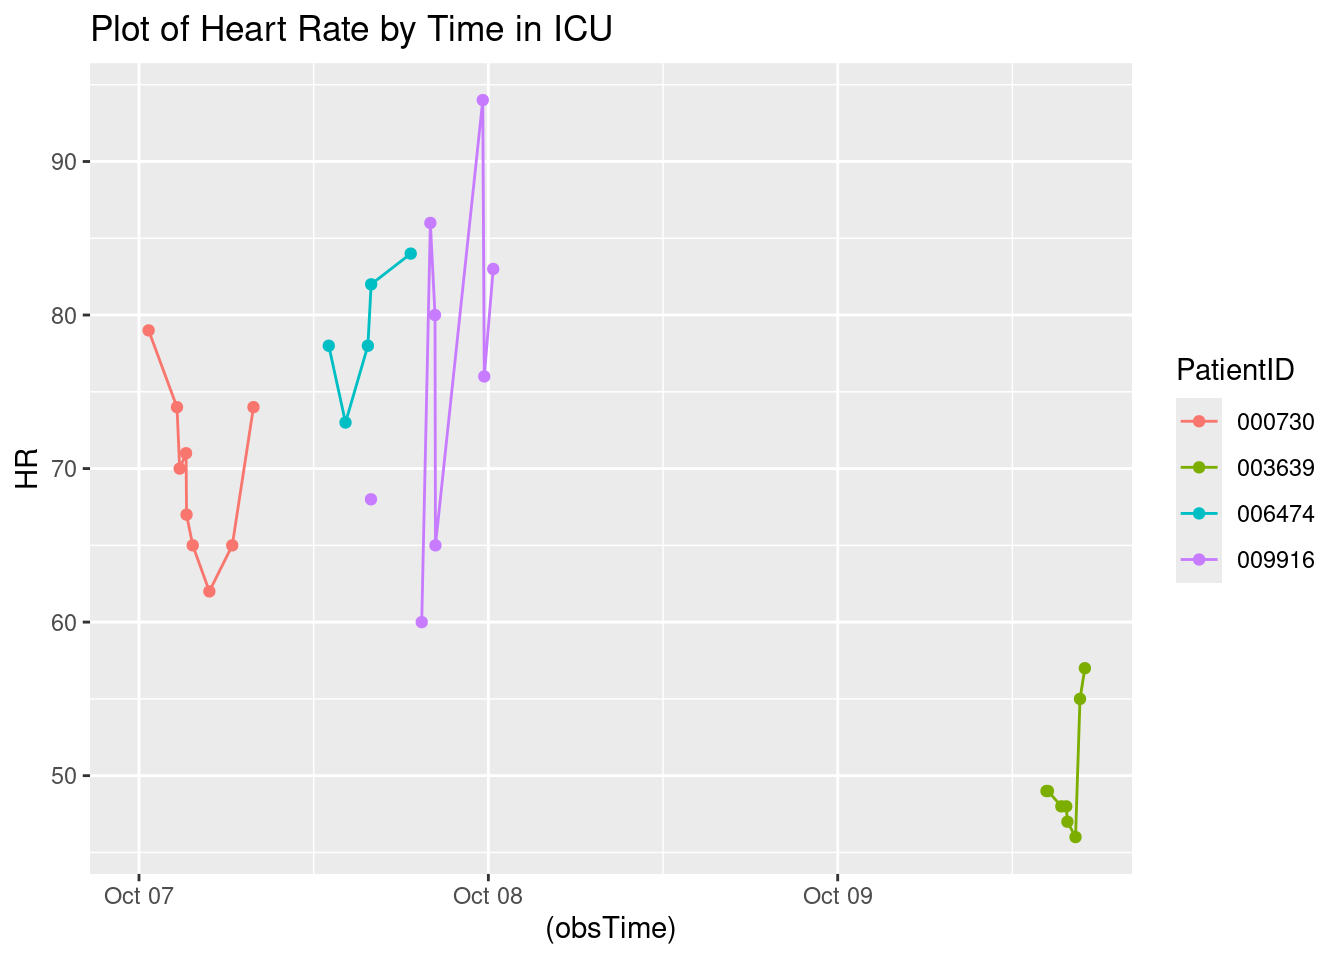 Plot of Heart Rate by Time in ICU
90
80
70
60
50
HR
Oct 07
Oct 08
Oct 09
(obsTime)
PatientID
000730
003639
006474
009916